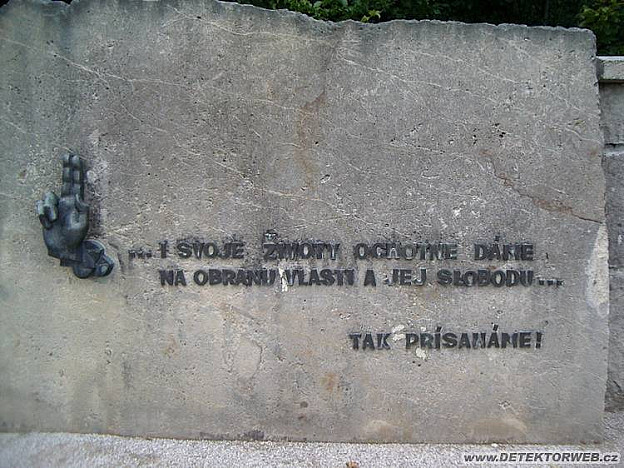 ... I SVOJE ŽIVOTY OCHOTNE DÁME
NA OBRANU VLASTI A JEJ SLOBODU ...
TAK PRÍSAHÁME!
WWW.DETEKTORWEB.CZ